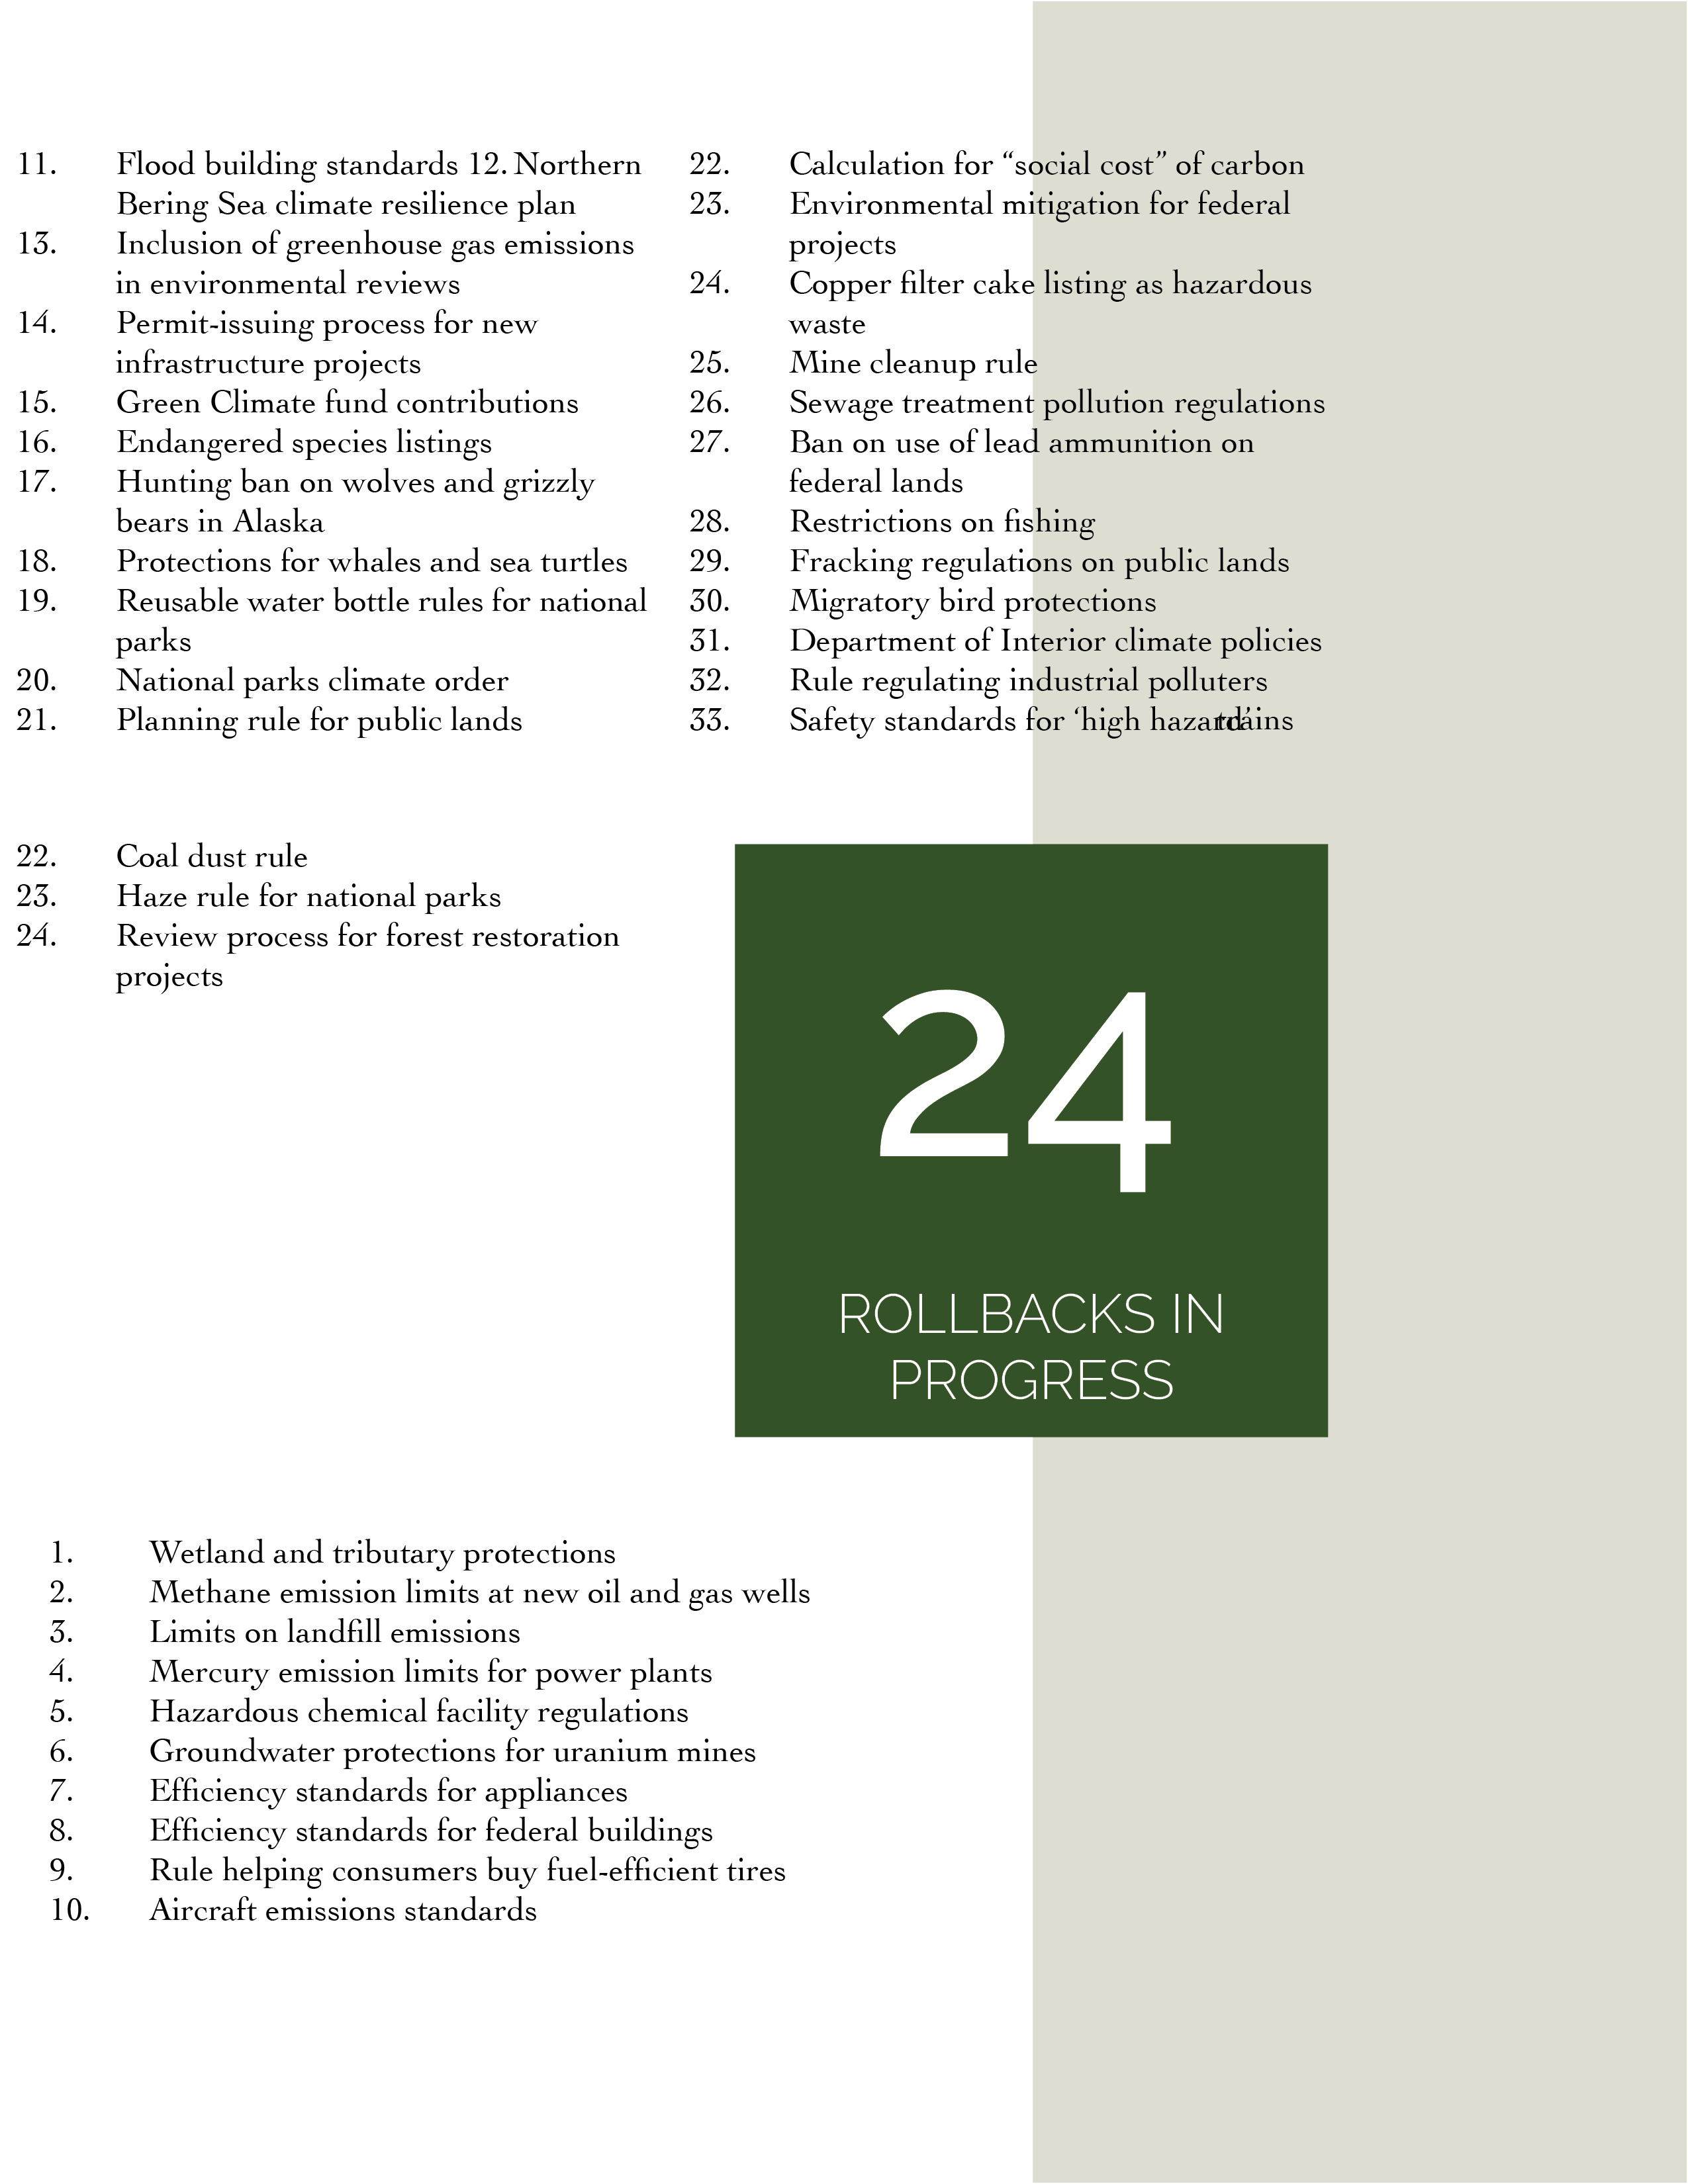 11. Flood building standards 12. Northern
Bering Sea climate resilience plan
13. Inclusion of greenhouse gas emissions
in environmental reviews
14. Permit-issuing process for new
infrastructure projects
15. Green Climate fund contributions
16. Endangered species listings
17. Hunting ban on wolves and grizzly
bears in Alaska
18. Protections for whales and sea turtles
19. Reusable water bottle rules for national
parks
20. National parks climate order
21. Planning rule for public lands
22. Calculation for “social cost” of carbon
23. Environmental mitigation for federal
projects
24. Copper filter cake listing as hazardous
waste
25. Mine cleanup rule
26. Sewage treatment pollution regulations
27. Ban on use of lead ammunition on
federal lands
28. Restrictions on fishing
29. Fracking regulations on public lands
30. Migratory bird protections
31. Department of Interior climate policies
32. Rule regulating industrial polluters
33. Safety standards for ‘high hazard’ trains
22. Coal dust rule
23. Haze rule for national parks
24. Review process for forest restoration
projects
24
ROLLBACKS IN
PROGRESS
1. Wetland and tributary protections
2. Methane emission limits at new oil and gas wells
3. Limits on landfill emissions
4. Mercury emission limits for power plants
5. Hazardous chemical facility regulations
6. Groundwater protections for uranium mines
7. Efficiency standards for appliances
8. Efficiency standards for federal buildings
9. Rule helping consumers buy fuel-efficient tires
10. Aircraft emissions standards